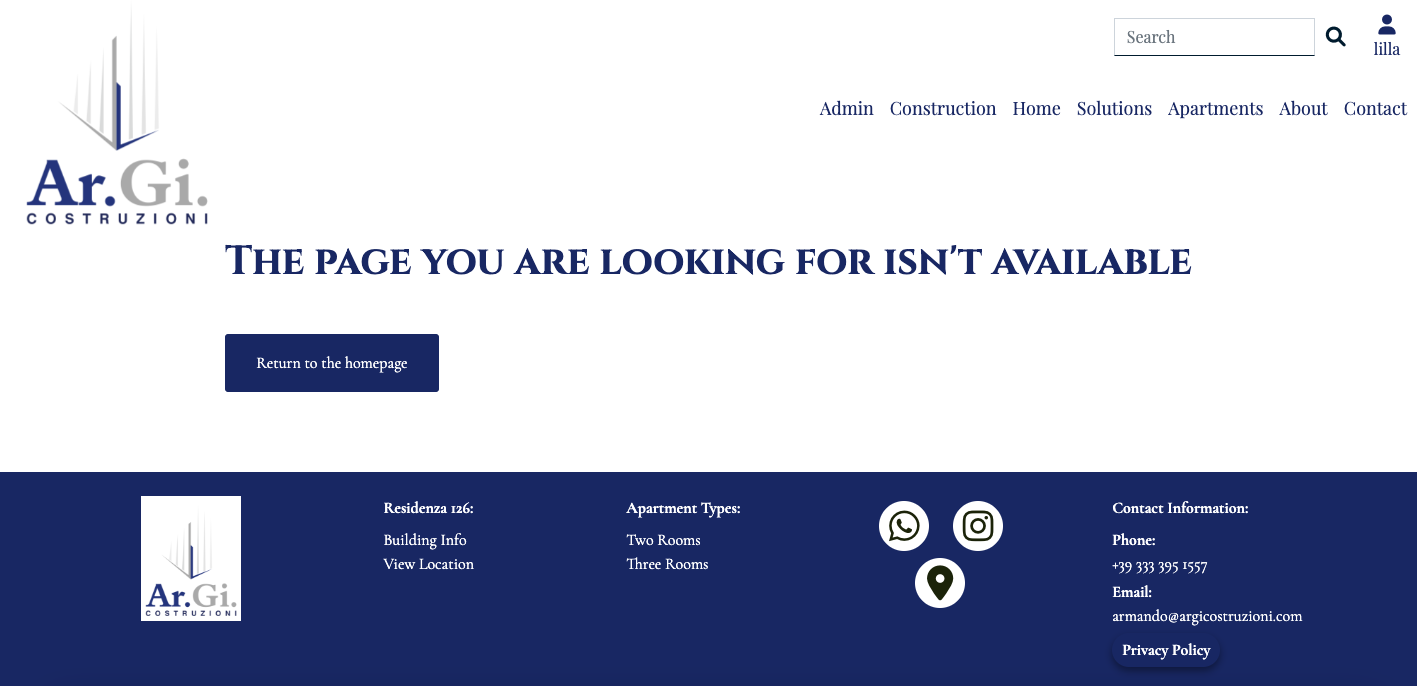 Search
lilla
Admin Construction Home Solutions Apartments About Contact
Ar.Gi.
COSTRUZIONI
The page you are looking for isn't available
Return to the homepage
Ar.Gi.
COSTRUZIONI
Residenza 126:
Building Info
View Location
Apartment Types:
Two Rooms
Three Rooms
Contact Information:
Phone:
+39 333 395 1557
Email:
armando@argicostruzioni.com
Privacy Policy